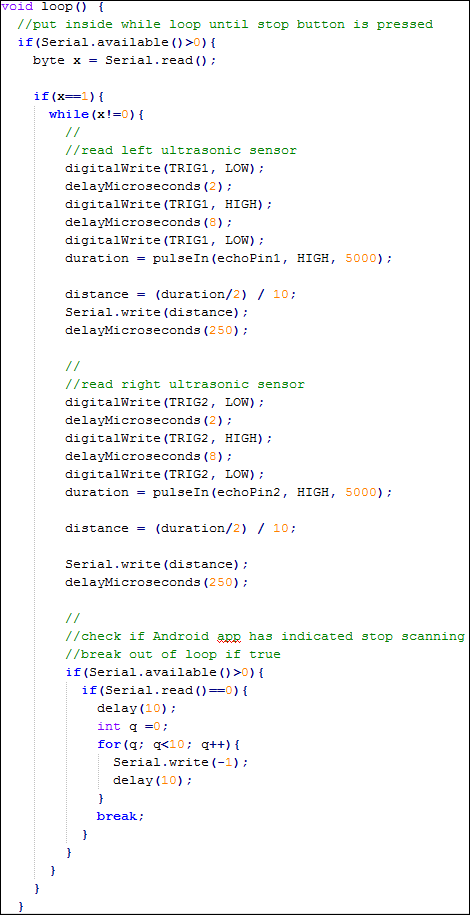 void loop() {
  //put inside while loop until stop button is pressed
  if(Serial.available()>0){
    byte x = Serial.read();

    if(x==1){
      while(x!=0){
        //
        //read left ultrasonic sensor
        digitalWrite(TRIG1, LOW);
        delayMicroseconds(2);
        digitalWrite(TRIG1, HIGH);
        delayMicroseconds(8);
        digitalWrite(TRIG1, LOW);
        duration = pulseIn(echoPin1, HIGH, 5000);

        distance = (duration/2) / 10;
        Serial.write(distance);
        delayMicroseconds(250);

        //
        //read right ultrasonic sensor
        digitalWrite(TRIG2, LOW);
        delayMicroseconds(2);
        digitalWrite(TRIG2, HIGH);
        delayMicroseconds(8);
        digitalWrite(TRIG2, LOW);
        duration = pulseIn(echoPin2, HIGH, 5000);

        distance = (duration/2) / 10;

        Serial.write(distance);
        delayMicroseconds(250);

        //
        //check if Android app has indicated stop scanning
        //break out of loop if true
        if(Serial.available()>0){
          if(Serial.read()==0){
            delay(10);
            int q =0;
            for(q; q<10; q++){
              Serial.write(-1);
              delay(10);
            }
            break;
          }
        }
      }
    }
  }